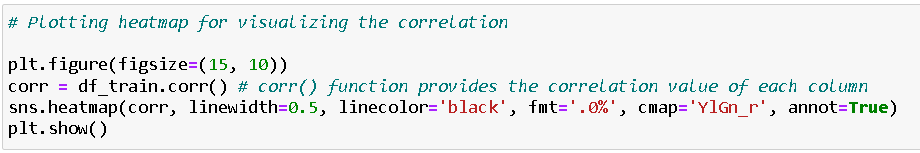 # Plotting heatmap for visualizing the correlation
plt.figure(figsize=(15, 10))
corr = df_train.corr() # corr() function provides the correlation value of each column
sns.heatmap(corr, linewidth=0.5, linecolor='black', fmt='.0%', cmap='YlGn_r', annot=True)
plt.show()